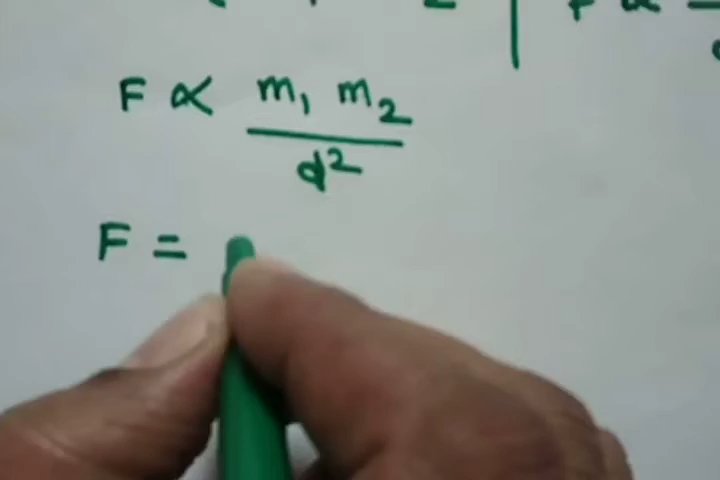 F ∝
F ∝ m₁ m₂ / d²
F =